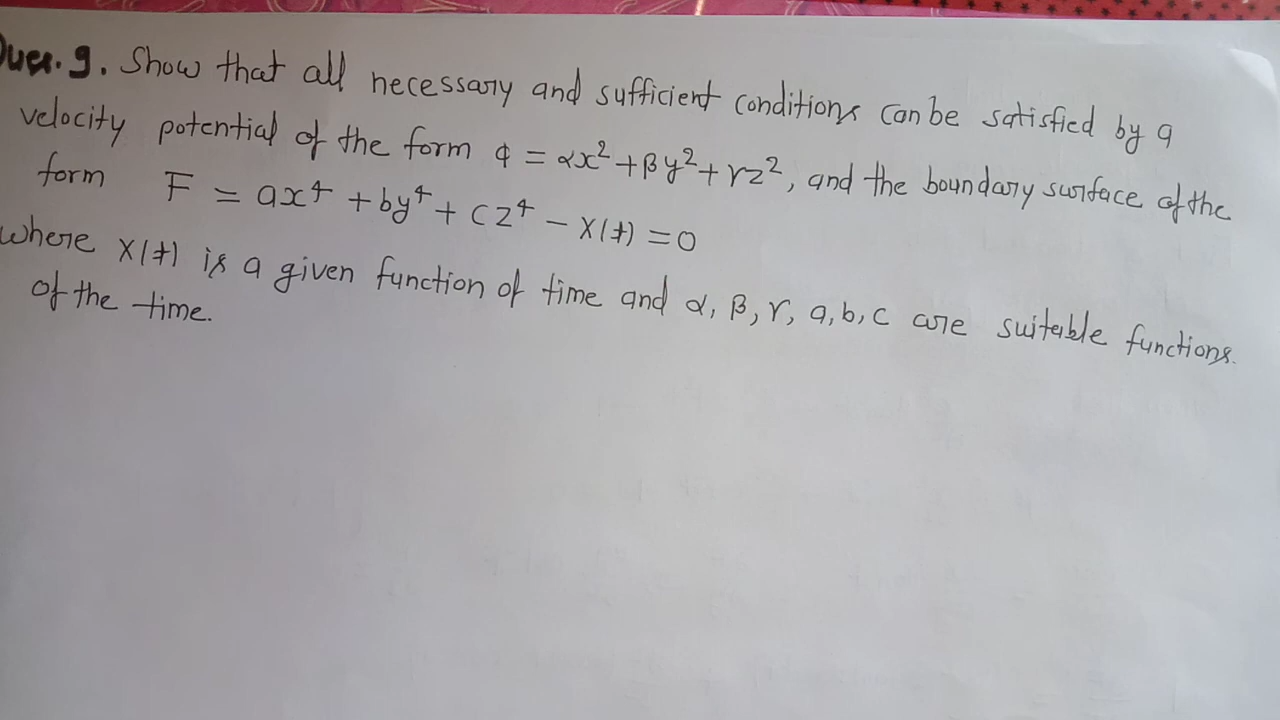 Ques. 9. Show that all necessary and sufficient conditions can be satisfied by a
velocity potential of the form φ = αx² + βy² + rz², and the boundary surface of the
form F = ax⁴ + by⁴ + cz⁴ - X(t) = 0
where X(t) is a given function of time and α, β, r, a, b, c are suitable functions.
of the time.